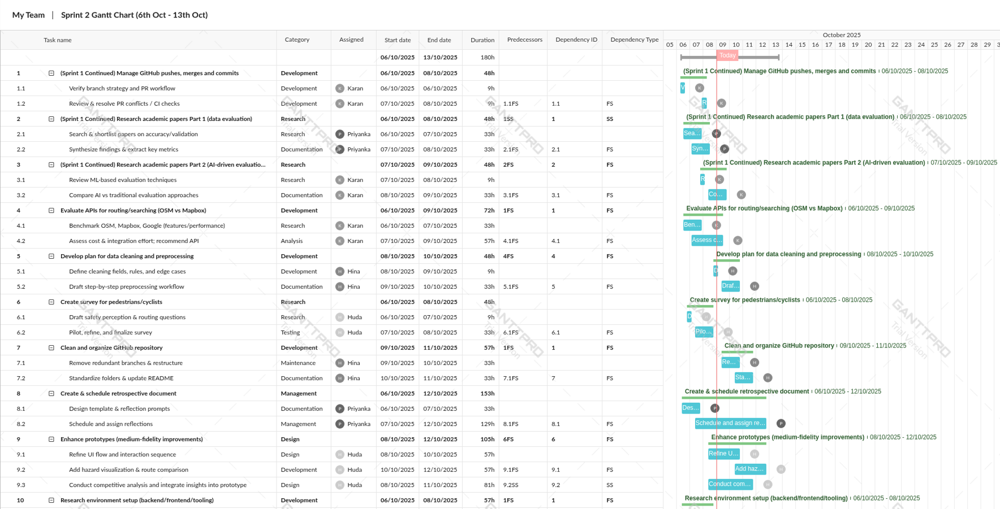 My Team | Sprint 2 Gantt Chart (6th Oct - 13th Oct)
Task name Category Assigned Start date End date Duration Predecessors Dependency ID Dependency Type October 2025
05 06 07 08 09 10 11 12 13 14 15 16 17 18 19 20 21 22 23 24 25 26 27 28 29
06/10/2025 13/10/2025 180h Today
1 (Sprint 1 Continued) Manage GitHub pushes, merges and commits Development 06/10/2025 08/10/2025 48h (Sprint 1 Continued) Manage GitHub pushes, merges and commits 06/10/2025 - 08/10/2025
1.1 Verify branch strategy and PR workflow Development K Karan 06/10/2025 06/10/2025 9h V K
1.2 Review & resolve PR conflicts / CI checks Development K Karan 07/10/2025 08/10/2025 9h 1.1FS 1.1 FS R K
2 (Sprint 1 Continued) Research academic papers Part 1 (data evaluation) Research 06/10/2025 08/10/2025 48h 1SS 1 SS (Sprint 1 Continued) Research academic papers Part 1 (data evaluation) 06/10/2025 - 08/10/2025
2.1 Search & shortlist papers on accuracy/validation Research P Priyanka 06/10/2025 07/10/2025 33h Sea... P
2.2 Synthesize findings & extract key metrics Documentation P Priyanka 07/10/2025 08/10/2025 33h 2.1FS 2.1 FS Syn... P
3 (Sprint 1 Continued) Research academic papers Part 2 (AI-driven evaluatio... Research 07/10/2025 09/10/2025 48h 2FS 2 FS (Sprint 1 Continued) Research academic papers Part 2 (AI-driven evaluation) 07/10/2025 - 09/10/2025
3.1 Review ML-based evaluation techniques Research K Karan 07/10/2025 08/10/2025 9h R K
3.2 Compare AI vs traditional evaluation approaches Documentation K Karan 08/10/2025 09/10/2025 33h 3.1FS 3.1 FS Co... K
4 Evaluate APIs for routing/searching (OSM vs Mapbox) Development 06/10/2025 09/10/2025 72h 1FS 1 FS Evaluate APIs for routing/searching (OSM vs Mapbox) 06/10/2025 - 09/10/2025
4.1 Benchmark OSM, Mapbox, Google (features/performance) Research K Karan 06/10/2025 07/10/2025 33h Ben... K
4.2 Assess cost & integration effort; recommend API Analysis K Karan 07/10/2025 09/10/2025 57h 4.1FS 4.1 FS Assess c... K
5 Develop plan for data cleaning and preprocessing Development 08/10/2025 10/10/2025 48h 4FS 4 FS Develop plan for data cleaning and preprocessing 08/10/2025 - 10/10/2025
5.1 Define cleaning fields, rules, and edge cases Development H Hina 08/10/2025 09/10/2025 9h D H
5.2 Draft step-by-step preprocessing workflow Documentation H Hina 09/10/2025 10/10/2025 33h 5.1FS 5 FS Draf... H
6 Create survey for pedestrians/cyclists Research 06/10/2025 08/10/2025 48h Create survey for pedestrians/cyclists 06/10/2025 - 08/10/2025
6.1 Draft safety perception & routing questions Research H Huda 06/10/2025 07/10/2025 9h D H
6.2 Pilot, refine, and finalize survey Testing H Huda 07/10/2025 08/10/2025 33h 6.1FS 6.1 FS Pilo... H
7 Clean and organize GitHub repository Development 09/10/2025 11/10/2025 57h 1FS 1 FS Clean and organize GitHub repository 09/10/2025 - 11/10/2025
7.1 Remove redundant branches & restructure Maintenance H Hina 09/10/2025 10/10/2025 33h Re... H
7.2 Standardize folders & update README Documentation H Hina 10/10/2025 11/10/2025 33h 7.1FS 7 FS Sta... H
8 Create & schedule retrospective document Management 06/10/2025 12/10/2025 153h Create & schedule retrospective document 06/10/2025 - 12/10/2025
8.1 Design template & reflection prompts Documentation P Priyanka 06/10/2025 07/10/2025 33h Des... P
8.2 Schedule and assign reflections Management P Priyanka 07/10/2025 12/10/2025 129h 8.1FS 8.1 FS Schedule and assign re... P
9 Enhance prototypes (medium-fidelity improvements) Design 08/10/2025 12/10/2025 105h 6FS 6 FS Enhance prototypes (medium-fidelity improvements) 08/10/2025 - 12/10/2025
9.1 Refine UI flow and interaction sequence Design H Huda 08/10/2025 10/10/2025 57h Refine U... H
9.2 Add hazard visualization & route comparison Development H Huda 10/10/2025 12/10/2025 57h 9.1FS 9.1 FS Add haz... H
9.3 Conduct competitive analysis and integrate insights into prototype Design H Huda 08/10/2025 11/10/2025 81h 9.2SS 9.2 SS Conduct com... H
10 Research environment setup (backend/frontend/tooling) Development 06/10/2025 08/10/2025 57h 1FS 1 FS Research environment setup (backend/frontend/tooling) 06/10/2025 - 08/10/2025
GANTTPRO
Trial Version
GANTTPRO
Trial Version
GANTTPRO
Trial Version
GANTTPRO
Trial Version
GANTTPRO
Trial Version
GANTTPRO
Trial Version
GANTTPRO
Trial Version
GANTTPRO
Trial Version
GANTTPRO
Trial Version
GANTTPRO
Trial Version